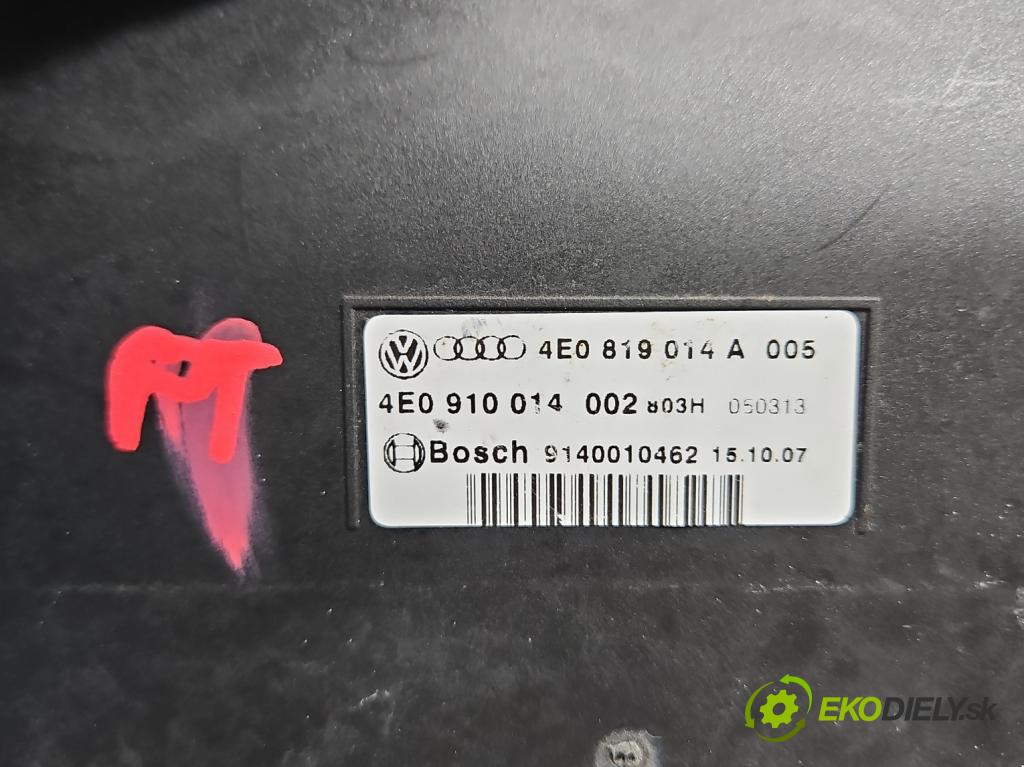 4E0 819 014 A 005
4E0 910 014 002 803H 050313
Bosch 9140010462 15.10.07
EKODIELY.sk